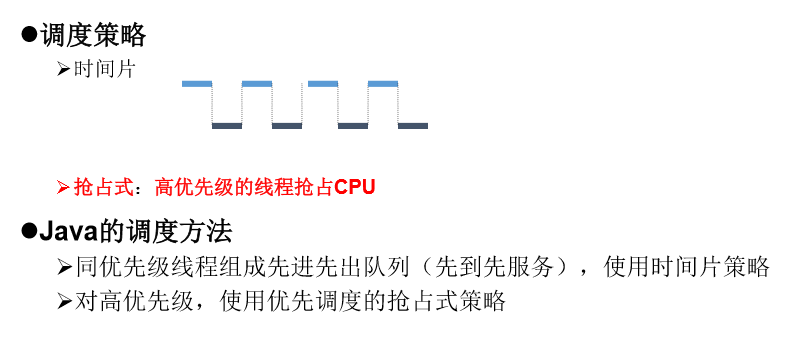 ●调度策略
➢时间片
➢抢占式：高优先级的线程抢占CPU
●Java的调度方法
➢同优先级线程组成先进先出队列（先到先服务），使用时间片策略
➢对高优先级，使用优先调度的抢占式策略